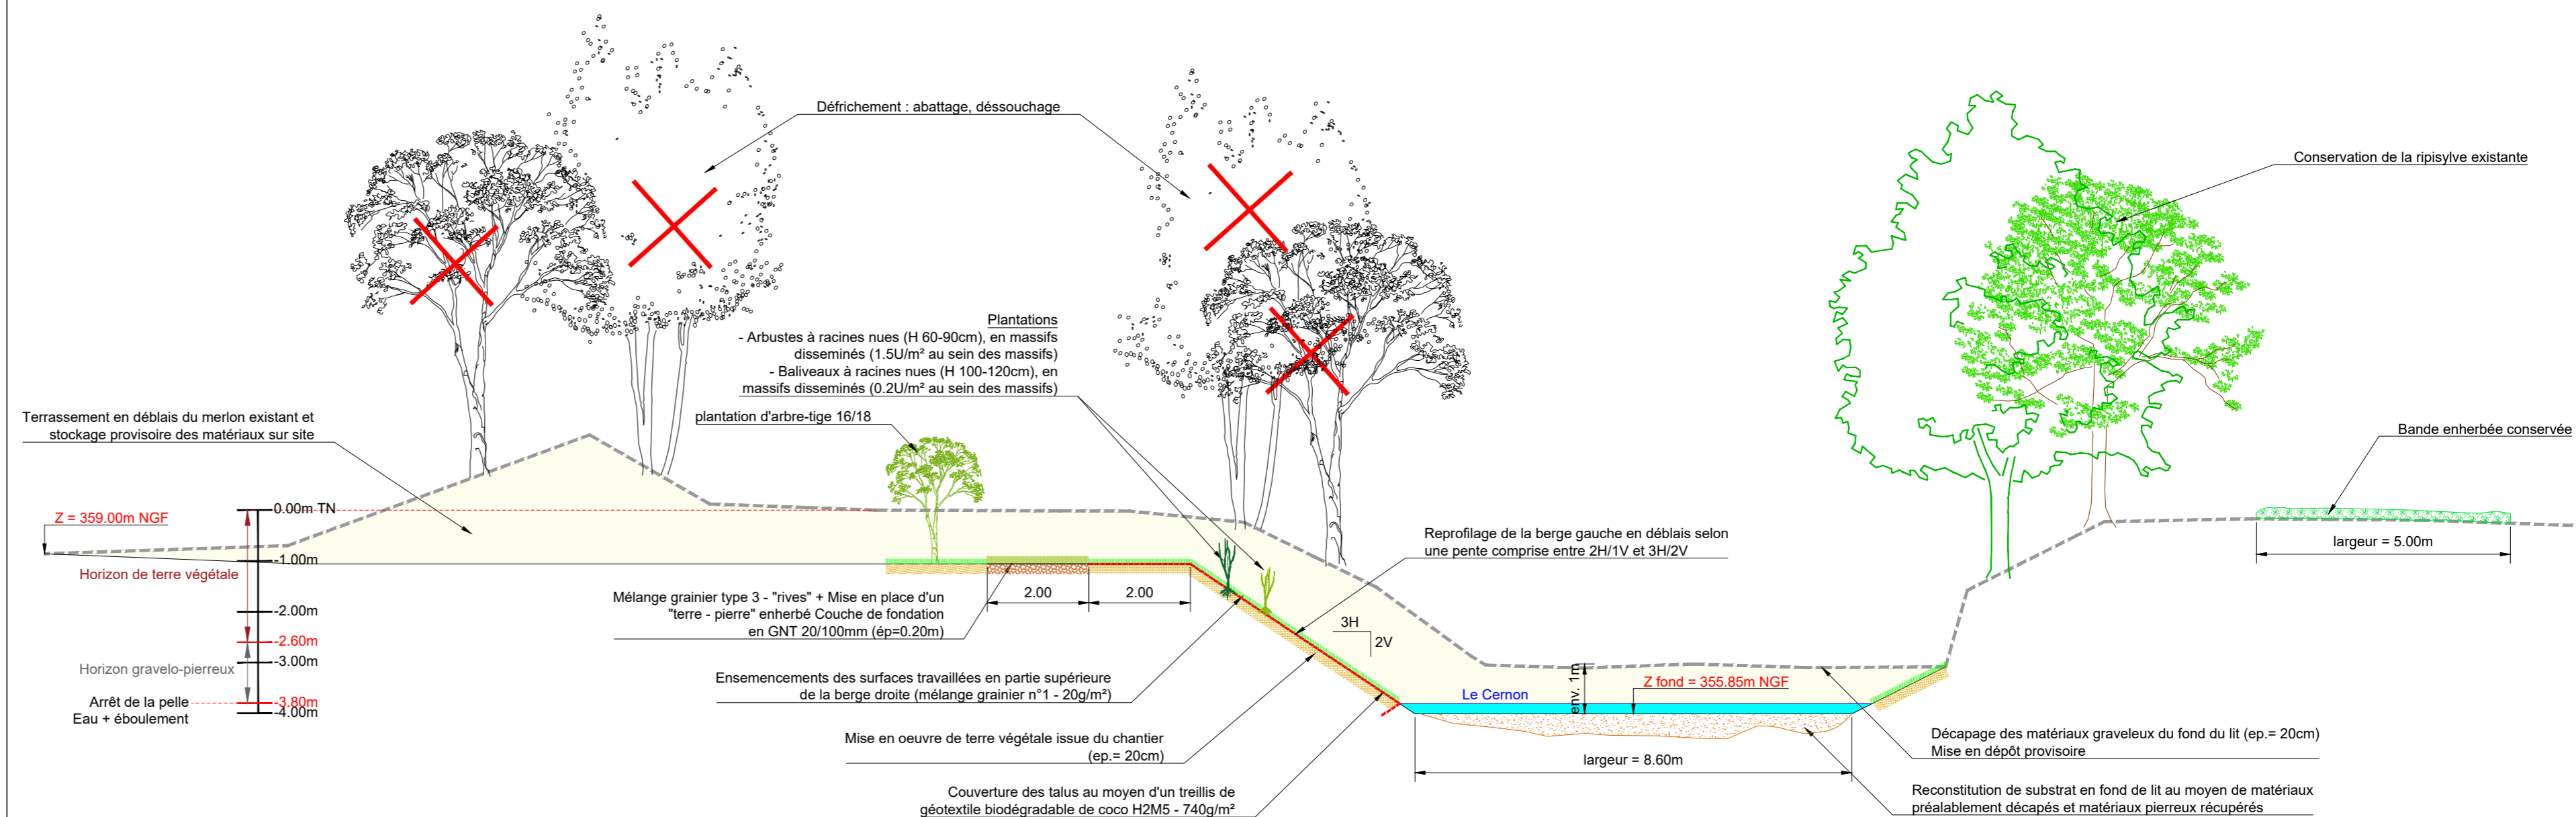 Défrichement : abattage, déssouchage
Conservation de la ripisylve existante
Plantations
- Arbustes à racines nues (H 60-90cm), en massifs
disseminés (1.5U/m² au sein des massifs)
- Baliveaux à racines nues (H 100-120cm), en
massifs disseminés (0.2U/m² au sein des massifs)
Terrassement en déblais du merlon existant et
stockage provisoire des matériaux sur site
plantation d'arbre-tige 16/18
Bande enherbée conservée
largeur = 5.00m
Z = 359.00m NGF
0.00m TN
-1.00m
Horizon de terre végétale
-2.00m
-2.60m
-3.00m
Horizon gravelo-pierreux
Arrêt de la pelle
Eau + éboulement
-3.80m
-4.00m
Reprofilage de la berge gauche en déblais selon
une pente comprise entre 2H/1V et 3H/2V
Mélange grainier type 3 - "rives" + Mise en place d'un
"terre - pierre" enherbé Couche de fondation
en GNT 20/100mm (ép=0.20m)
2.00
2.00
3H
2V
Ensemencements des surfaces travaillées en partie supérieure
de la berge droite (mélange grainier n°1 - 20g/m²)
Le Cernon
env. 1m
Z fond = 355.85m NGF
Mise en oeuvre de terre végétale issue du chantier
(ep.= 20cm)
largeur = 8.60m
Décapage des matériaux graveleux du fond du lit (ep.= 20cm)
Mise en dépôt provisoire
Couverture des talus au moyen d'un treillis de
géotextile biodégradable de coco H2M5 - 740g/m²
Reconstitution de substrat en fond de lit au moyen de matériaux
préalablement décapés et matériaux pierreux récupérés